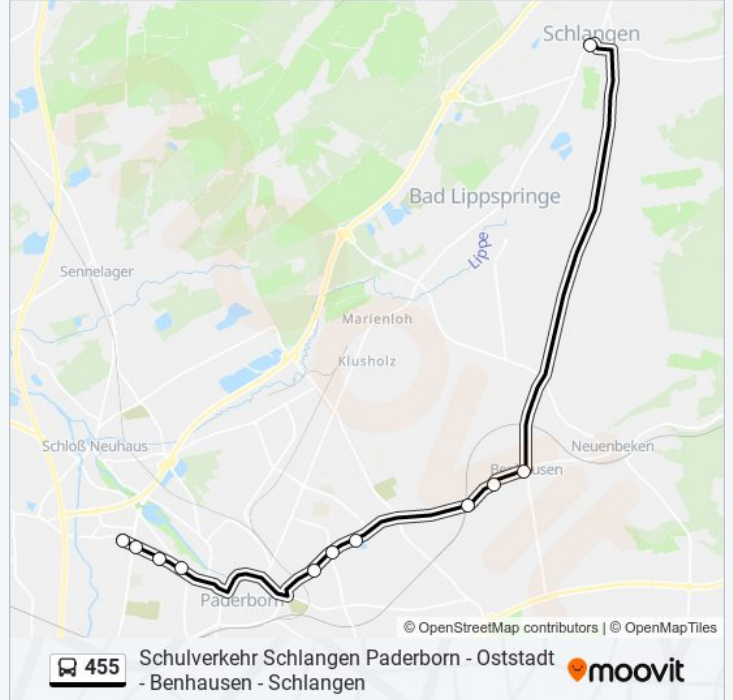 Schlangen
Bad Lippspringe
Lippe
Sennelager
Marienloh
Klusholz
Schloß Neuhaus
Neuenbeken
Benhausen
Paderborn
© OpenStreetMap contributors | © OpenMapTiles
455
Schulverkehr Schlangen Paderborn - Oststadt
- Benhausen - Schlangen
moovit